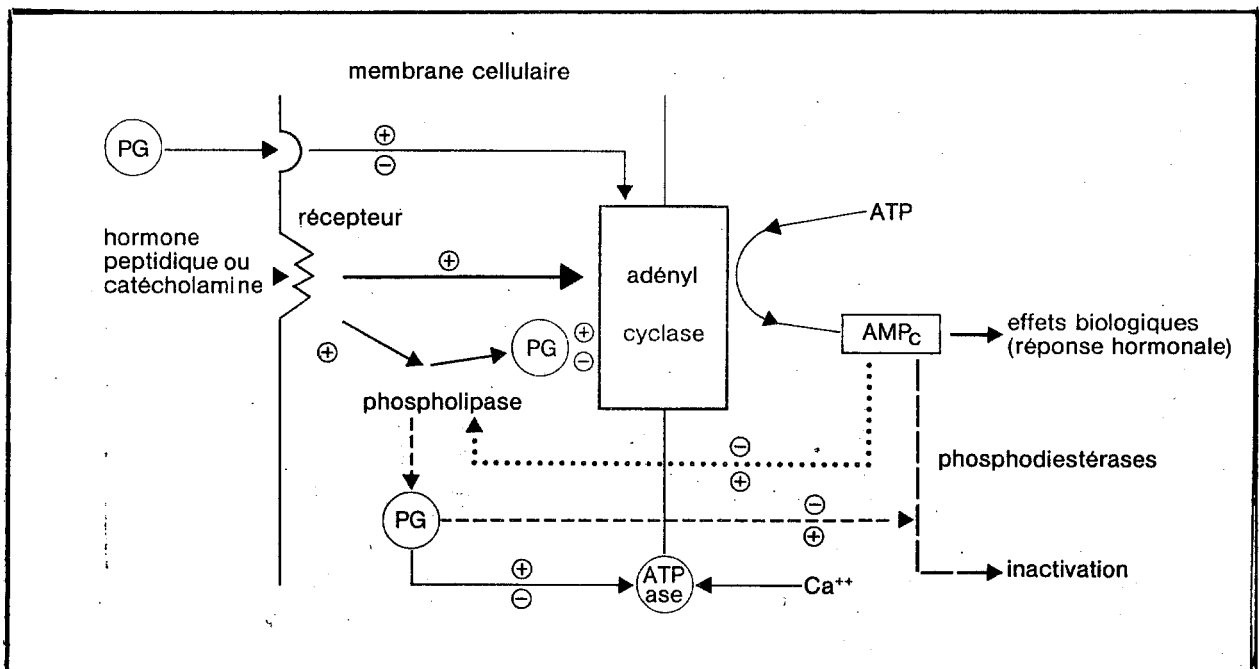 membrane cellulaire
PG
⊕
⊖
récepteur
ATP
hormone
peptidique ou
catécholamine
⊕
adényl
cyclase
AMPc
effets biologiques
(réponse hormonale)
⊕
PG
⊕
⊖
phospholipase
⊖
⊕
phosphodiestérases
PG
⊖
⊕
⊕
⊖
ATP
ase
Ca⁺⁺
inactivation